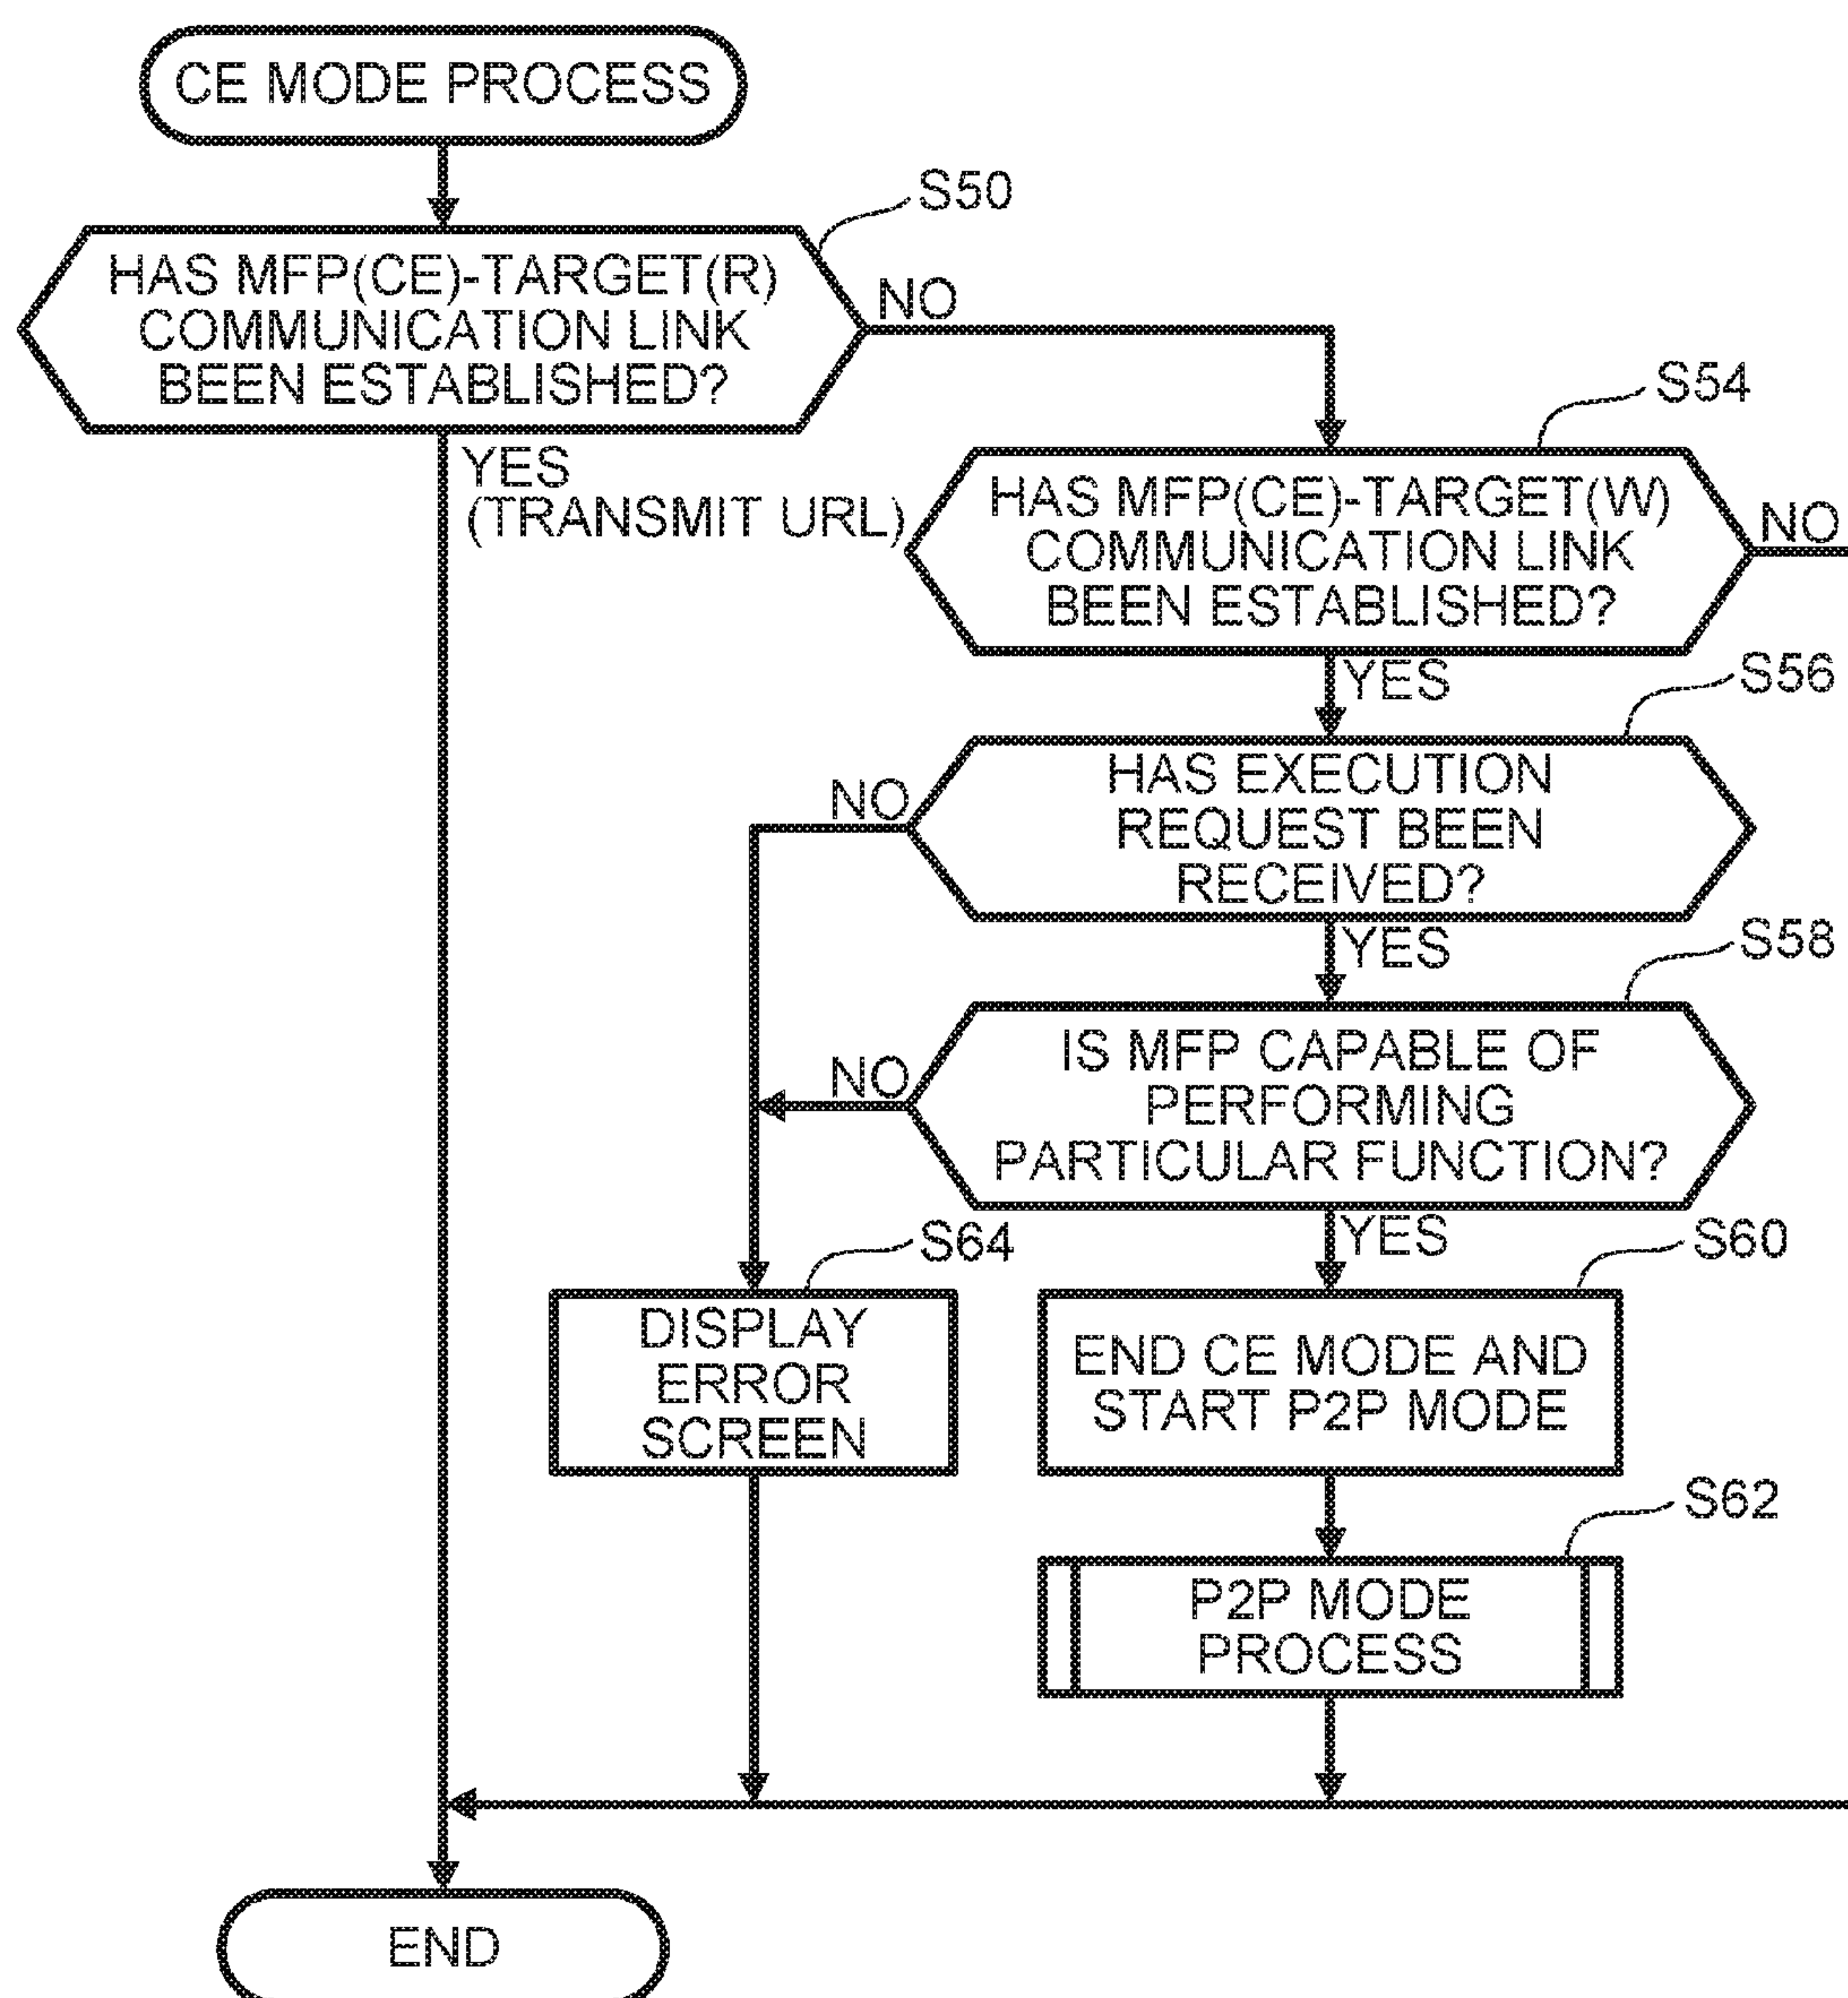 CE MODE PROCESS
S50
HAS MFP(CE)-TARGET(R)
COMMUNICATION LINK
BEEN ESTABLISHED?
NO
YES
(TRANSMIT URL)
S54
HAS MFP(CE)-TARGET(W)
COMMUNICATION LINK
BEEN ESTABLISHED?
NO
YES
S56
HAS EXECUTION
REQUEST BEEN
RECEIVED?
NO
YES
S58
IS MFP CAPABLE OF
PERFORMING
PARTICULAR FUNCTION?
NO
YES
S64
DISPLAY
ERROR
SCREEN
S60
END CE MODE AND
START P2P MODE
S62
P2P MODE
PROCESS
END